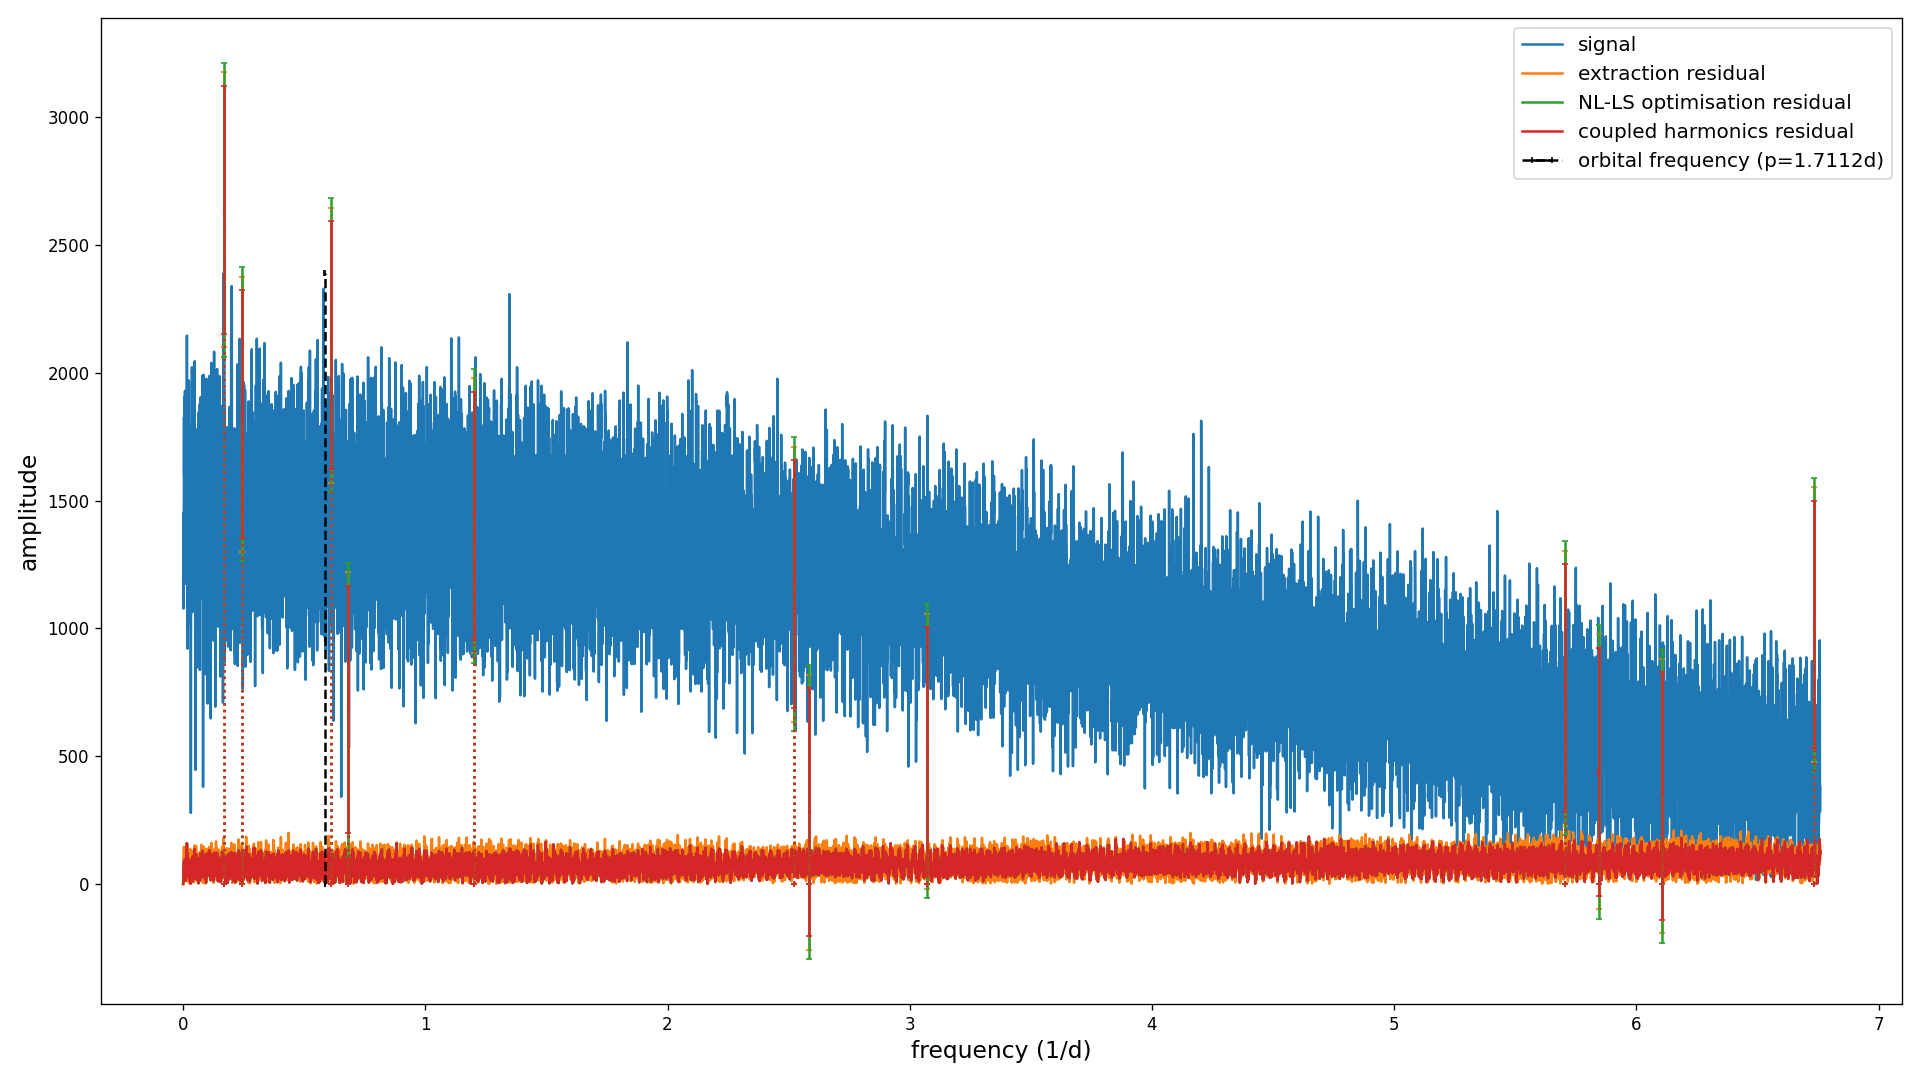 signal
extraction residual
NL-LS optimisation residual
coupled harmonics residual
orbital frequency (p=1.7112d)
amplitude
3000
2500
2000
1500
1000
500
0
0 1 2 3 4 5 6 7
frequency (1/d)